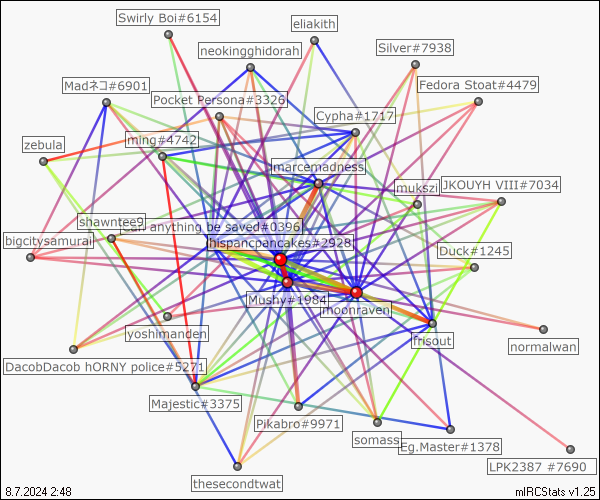 Swirly Boi#6154
eliakith
neokingghidorah
Silver#7938
Madネコ#6901
Fedora Stoat#4479
Pocket Persona#3326
Cypha#1717
zebula
ming#4742
marcemadness
mukszi
JKOUYH VIII#7034
shawntee9
Can anything be saved#0396
bigcitysamurai
hispancpancakes#2928
Duck#1245
Mushy#1984
moonraven
yoshimanden
frisout
normalwan
DacobDacob hORNY police#5271
Majestic#3375
Pikabro#9971
somass
Eg.Master#1378
LPK2387 #7690
thesecondtwat
8.7.2024 2:48
mIRCStats v1.25